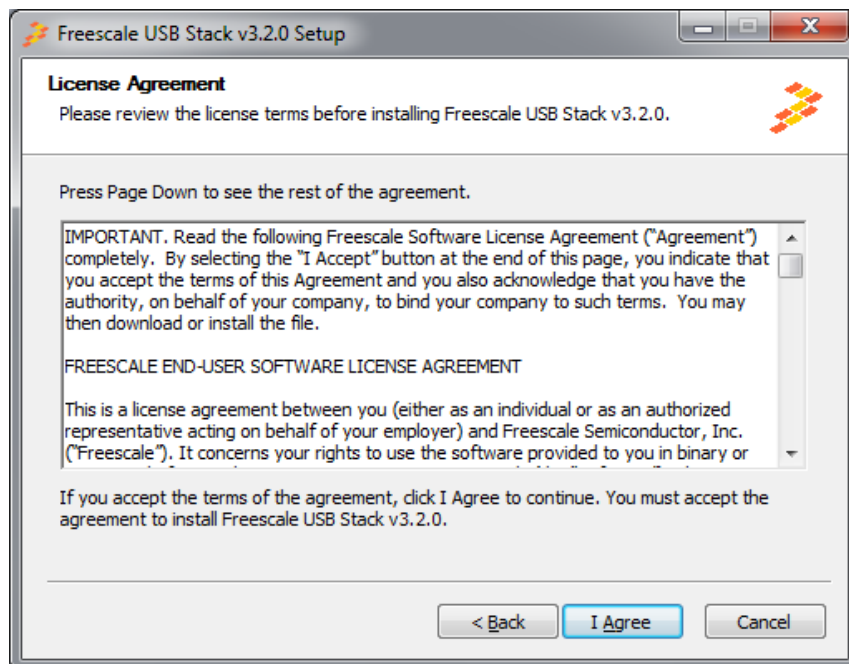 Freescale USB Stack v3.2.0 Setup
License Agreement
Please review the license terms before installing Freescale USB Stack v3.2.0.
Press Page Down to see the rest of the agreement.
IMPORTANT. Read the following Freescale Software License Agreement (“Agreement”)
completely.  By selecting the “I Accept” button at the end of this page, you indicate that
you accept the terms of this Agreement and you also acknowledge that you have the
authority, on behalf of your company, to bind your company to such terms.  You may
then download or install the file.
FREESCALE END-USER SOFTWARE LICENSE AGREEMENT
This is a license agreement between you (either as an individual or as an authorized
representative acting on behalf of your employer) and Freescale Semiconductor, Inc.
(“Freescale”). It concerns your rights to use the software provided to you in binary or
If you accept the terms of the agreement, click I Agree to continue. You must accept the
agreement to install Freescale USB Stack v3.2.0.
< Back
I Agree
Cancel